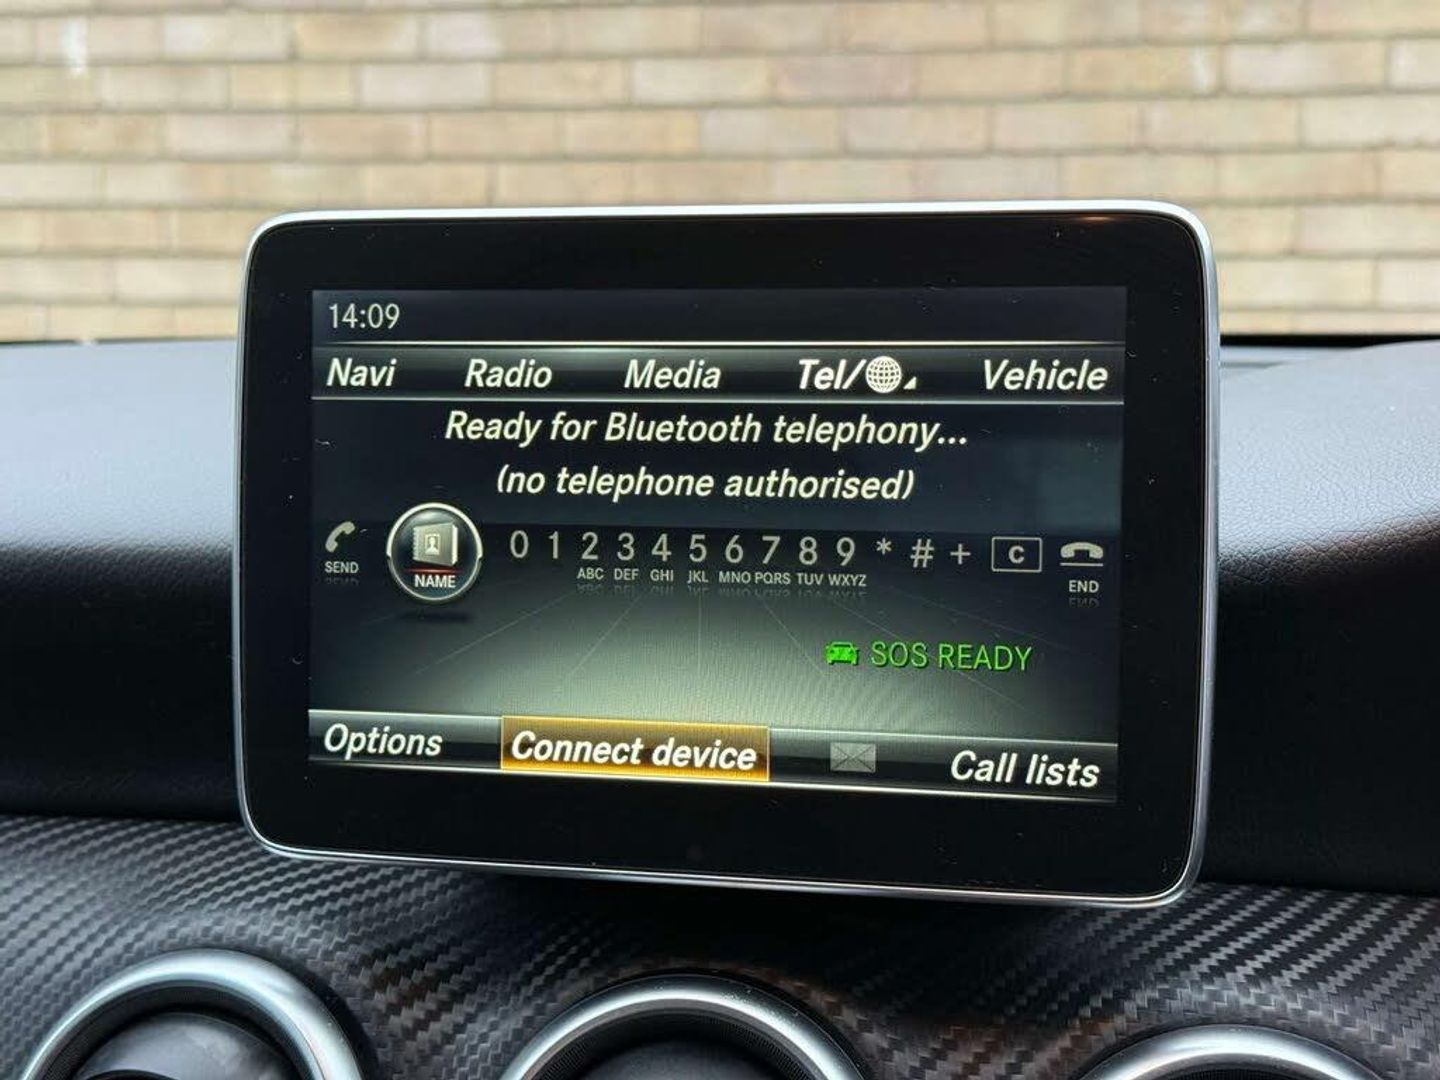 14:09
Navi Radio Media Tel/ Vehicle
Ready for Bluetooth telephony...
(no telephone authorised)
SEND NAME 0 1 2 3 4 5 6 7 8 9 * # + C END
ABC DEF GHI JKL MNO PQRS TUV WXYZ
SOS READY
Options Connect device Call lists